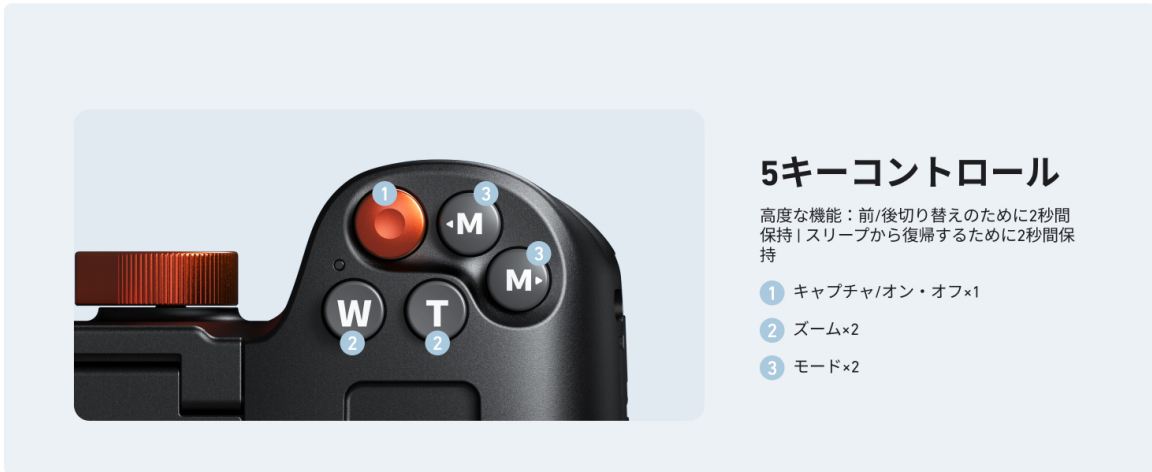 1
3
◂M
3
M▸
W
T
2
2
5キーコントロール
高度な機能：前/後切り替えのために2秒間
保持 | スリープから復帰するために2秒間保
持
1 キャプチャ/オン・オフ×1
2 ズーム×2
3 モード×2